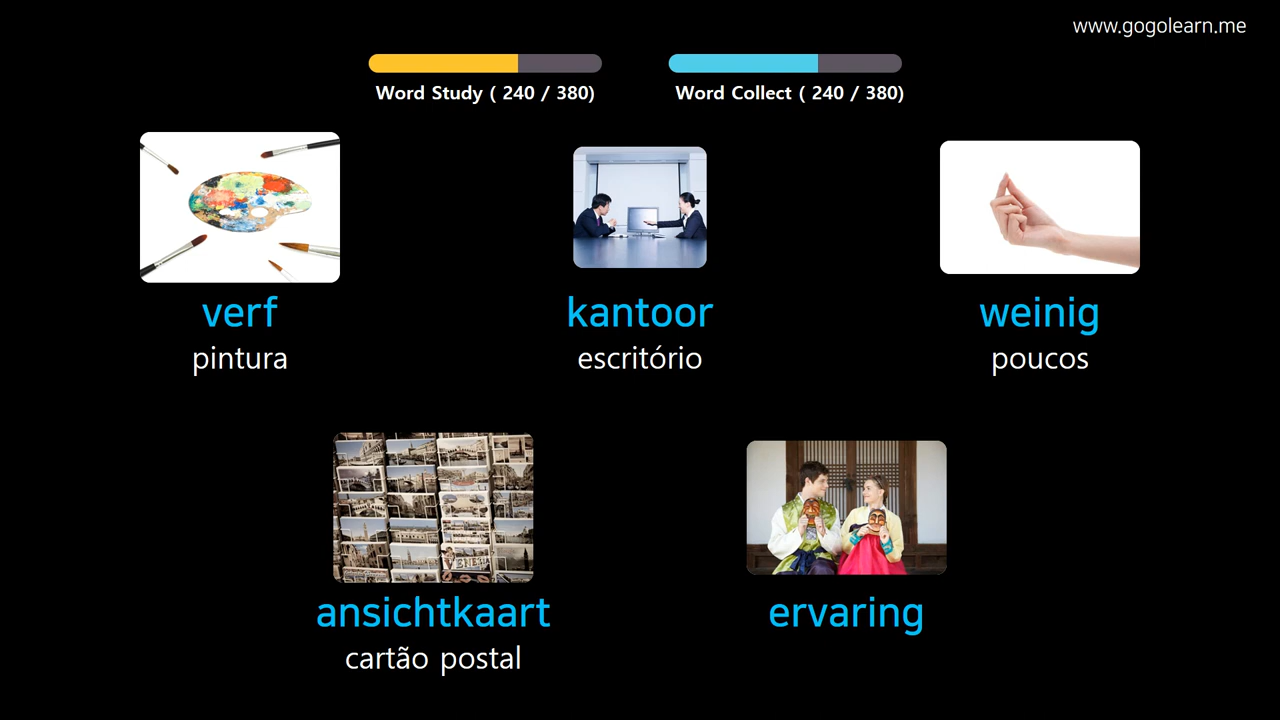 www.gogolearn.me
Word Study ( 240 / 380)
Word Collect ( 240 / 380)
verf
pintura
kantoor
escritório
weinig
poucos
ansichtkaart
cartão postal
ervaring